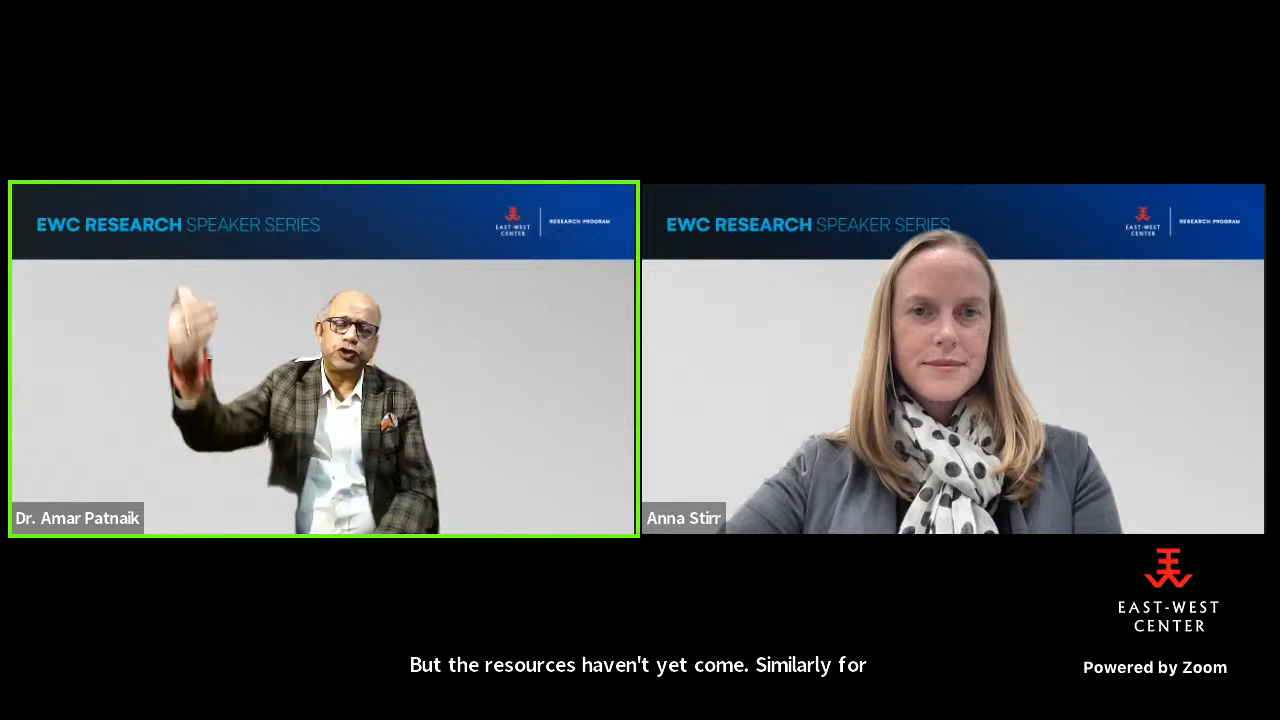 EWC RESEARCH SPEAKER SERIES
EAST-WEST
CENTER
RESEARCH PROGRAM
EWC RESEARCH SPEAKER SERIES
EAST-WEST
CENTER
RESEARCH PROGRAM
Dr. Amar Patnaik
Anna Stirr
EAST-WEST
CENTER
But the resources haven't yet come. Similarly for
Powered by Zoom